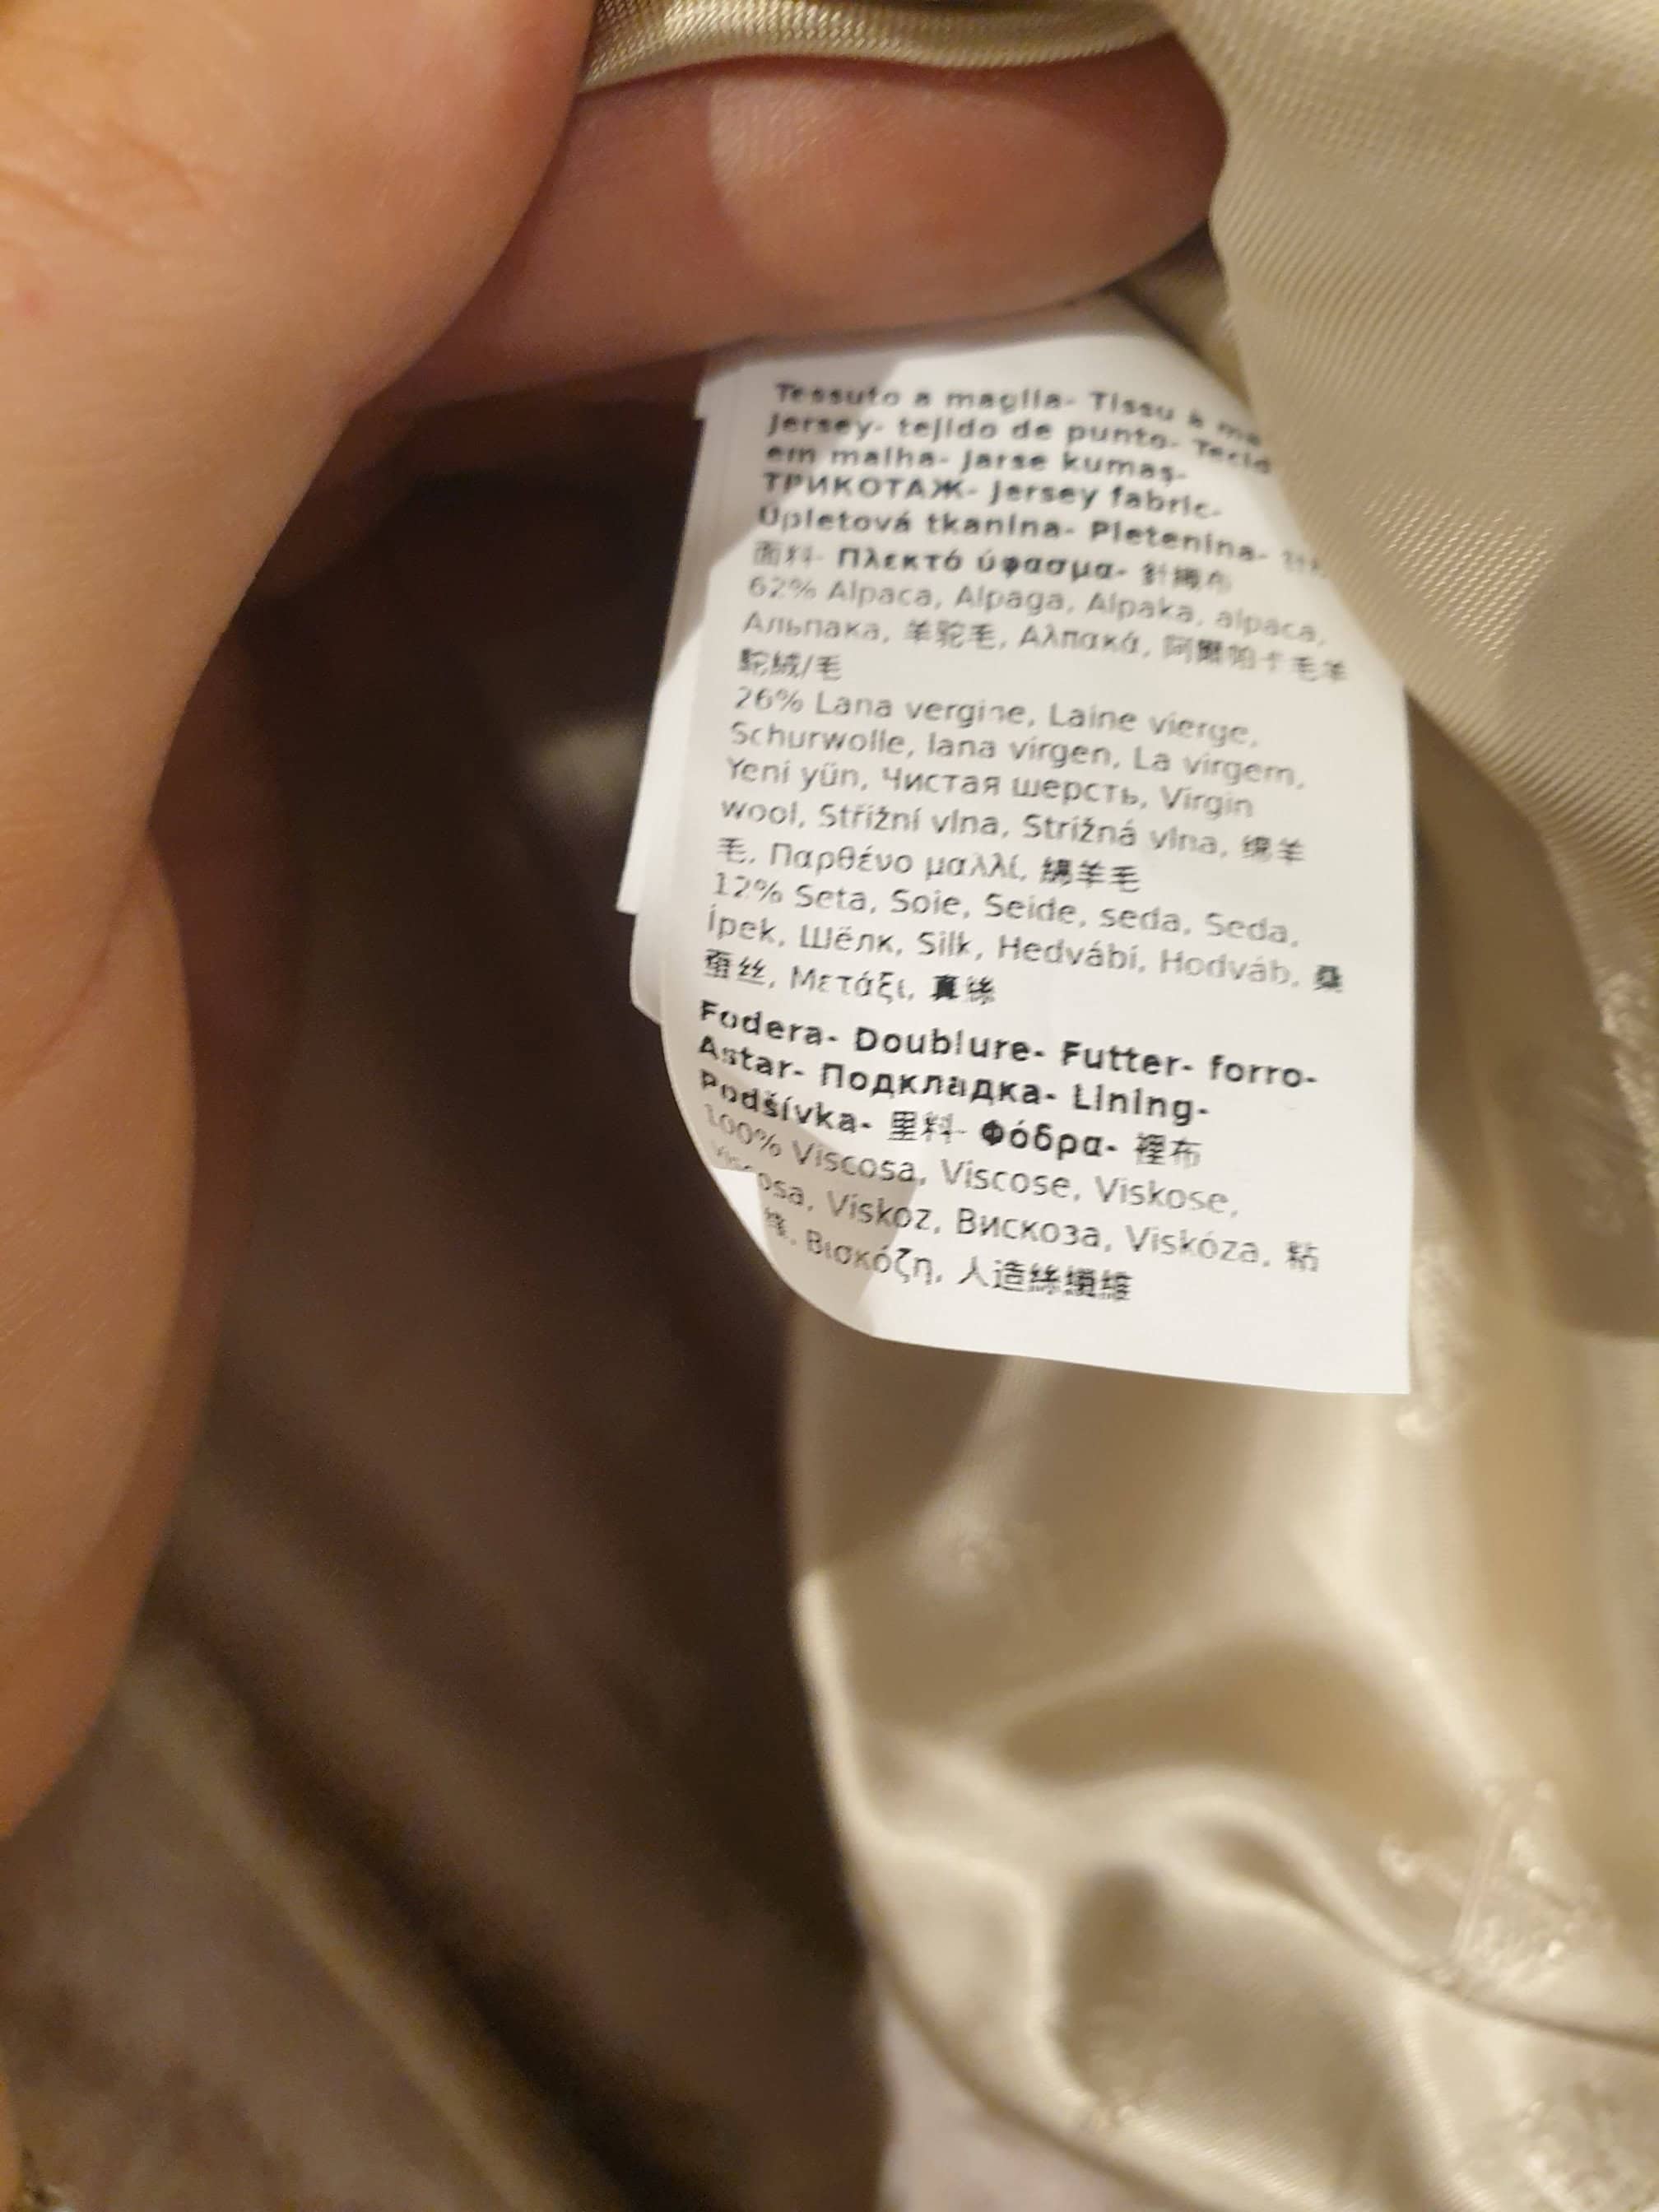 Tessuto a maglia- Tissu à
Jersey- tejido de punto-
em malha- Jarse kumaş-
ТРИКОТАЖ- Jersey fabric-
Úpletová tkanina- Pletenina-
面料- Πλεκτό ύφασμα- 針織布
62% Alpaca, Alpaga, Alpaka, alpaca,
Альпака, 羊驼毛, Αλπακά, 阿爾帕卡毛羊
駝絨/毛
26% Lana vergine, Laine vierge,
Schurwolle, lana virgen, La virgem,
Yeni yün, Чистая шерсть, Virgin
wool, Střižní vlna, Strižná vlna, 绵羊
毛, Παρθένο μαλλί, 綿羊毛
12% Seta, Soie, Seide, seda, Seda,
İpek, Шёлк, Silk, Hedvábí, Hodváb, 桑
蚕丝, Μετάξι, 真絲
Fodera- Doublure- Futter- forro-
Astar- Подкладка- Lining-
Podšívka- 里料- Φόδρα- 裡布
100% Viscosa, Viscose, Viskose,
Viscosa, Viskoz, Вискоза, Viskóza, 粘
Βισκόζη, 人造絲纖維